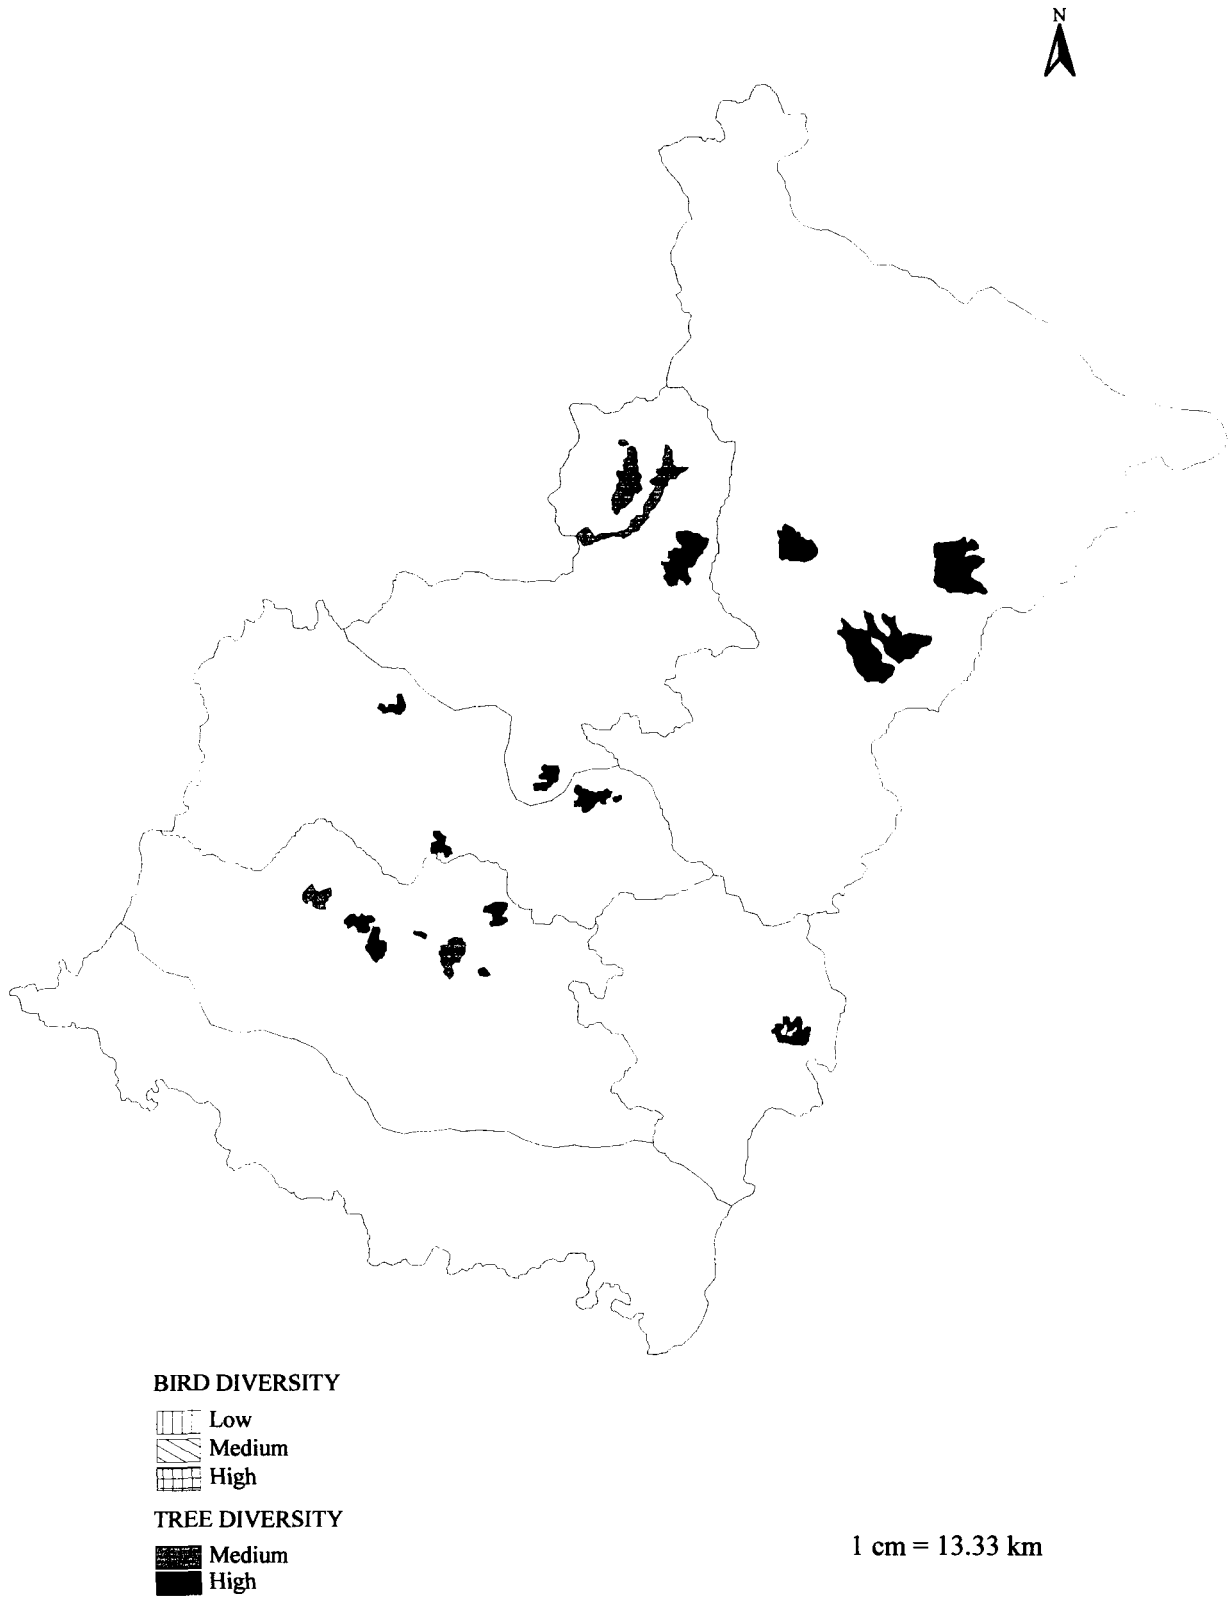 N
BIRD DIVERSITY
Low
Medium
High
TREE DIVERSITY
Medium
High
1 cm = 13.33 km